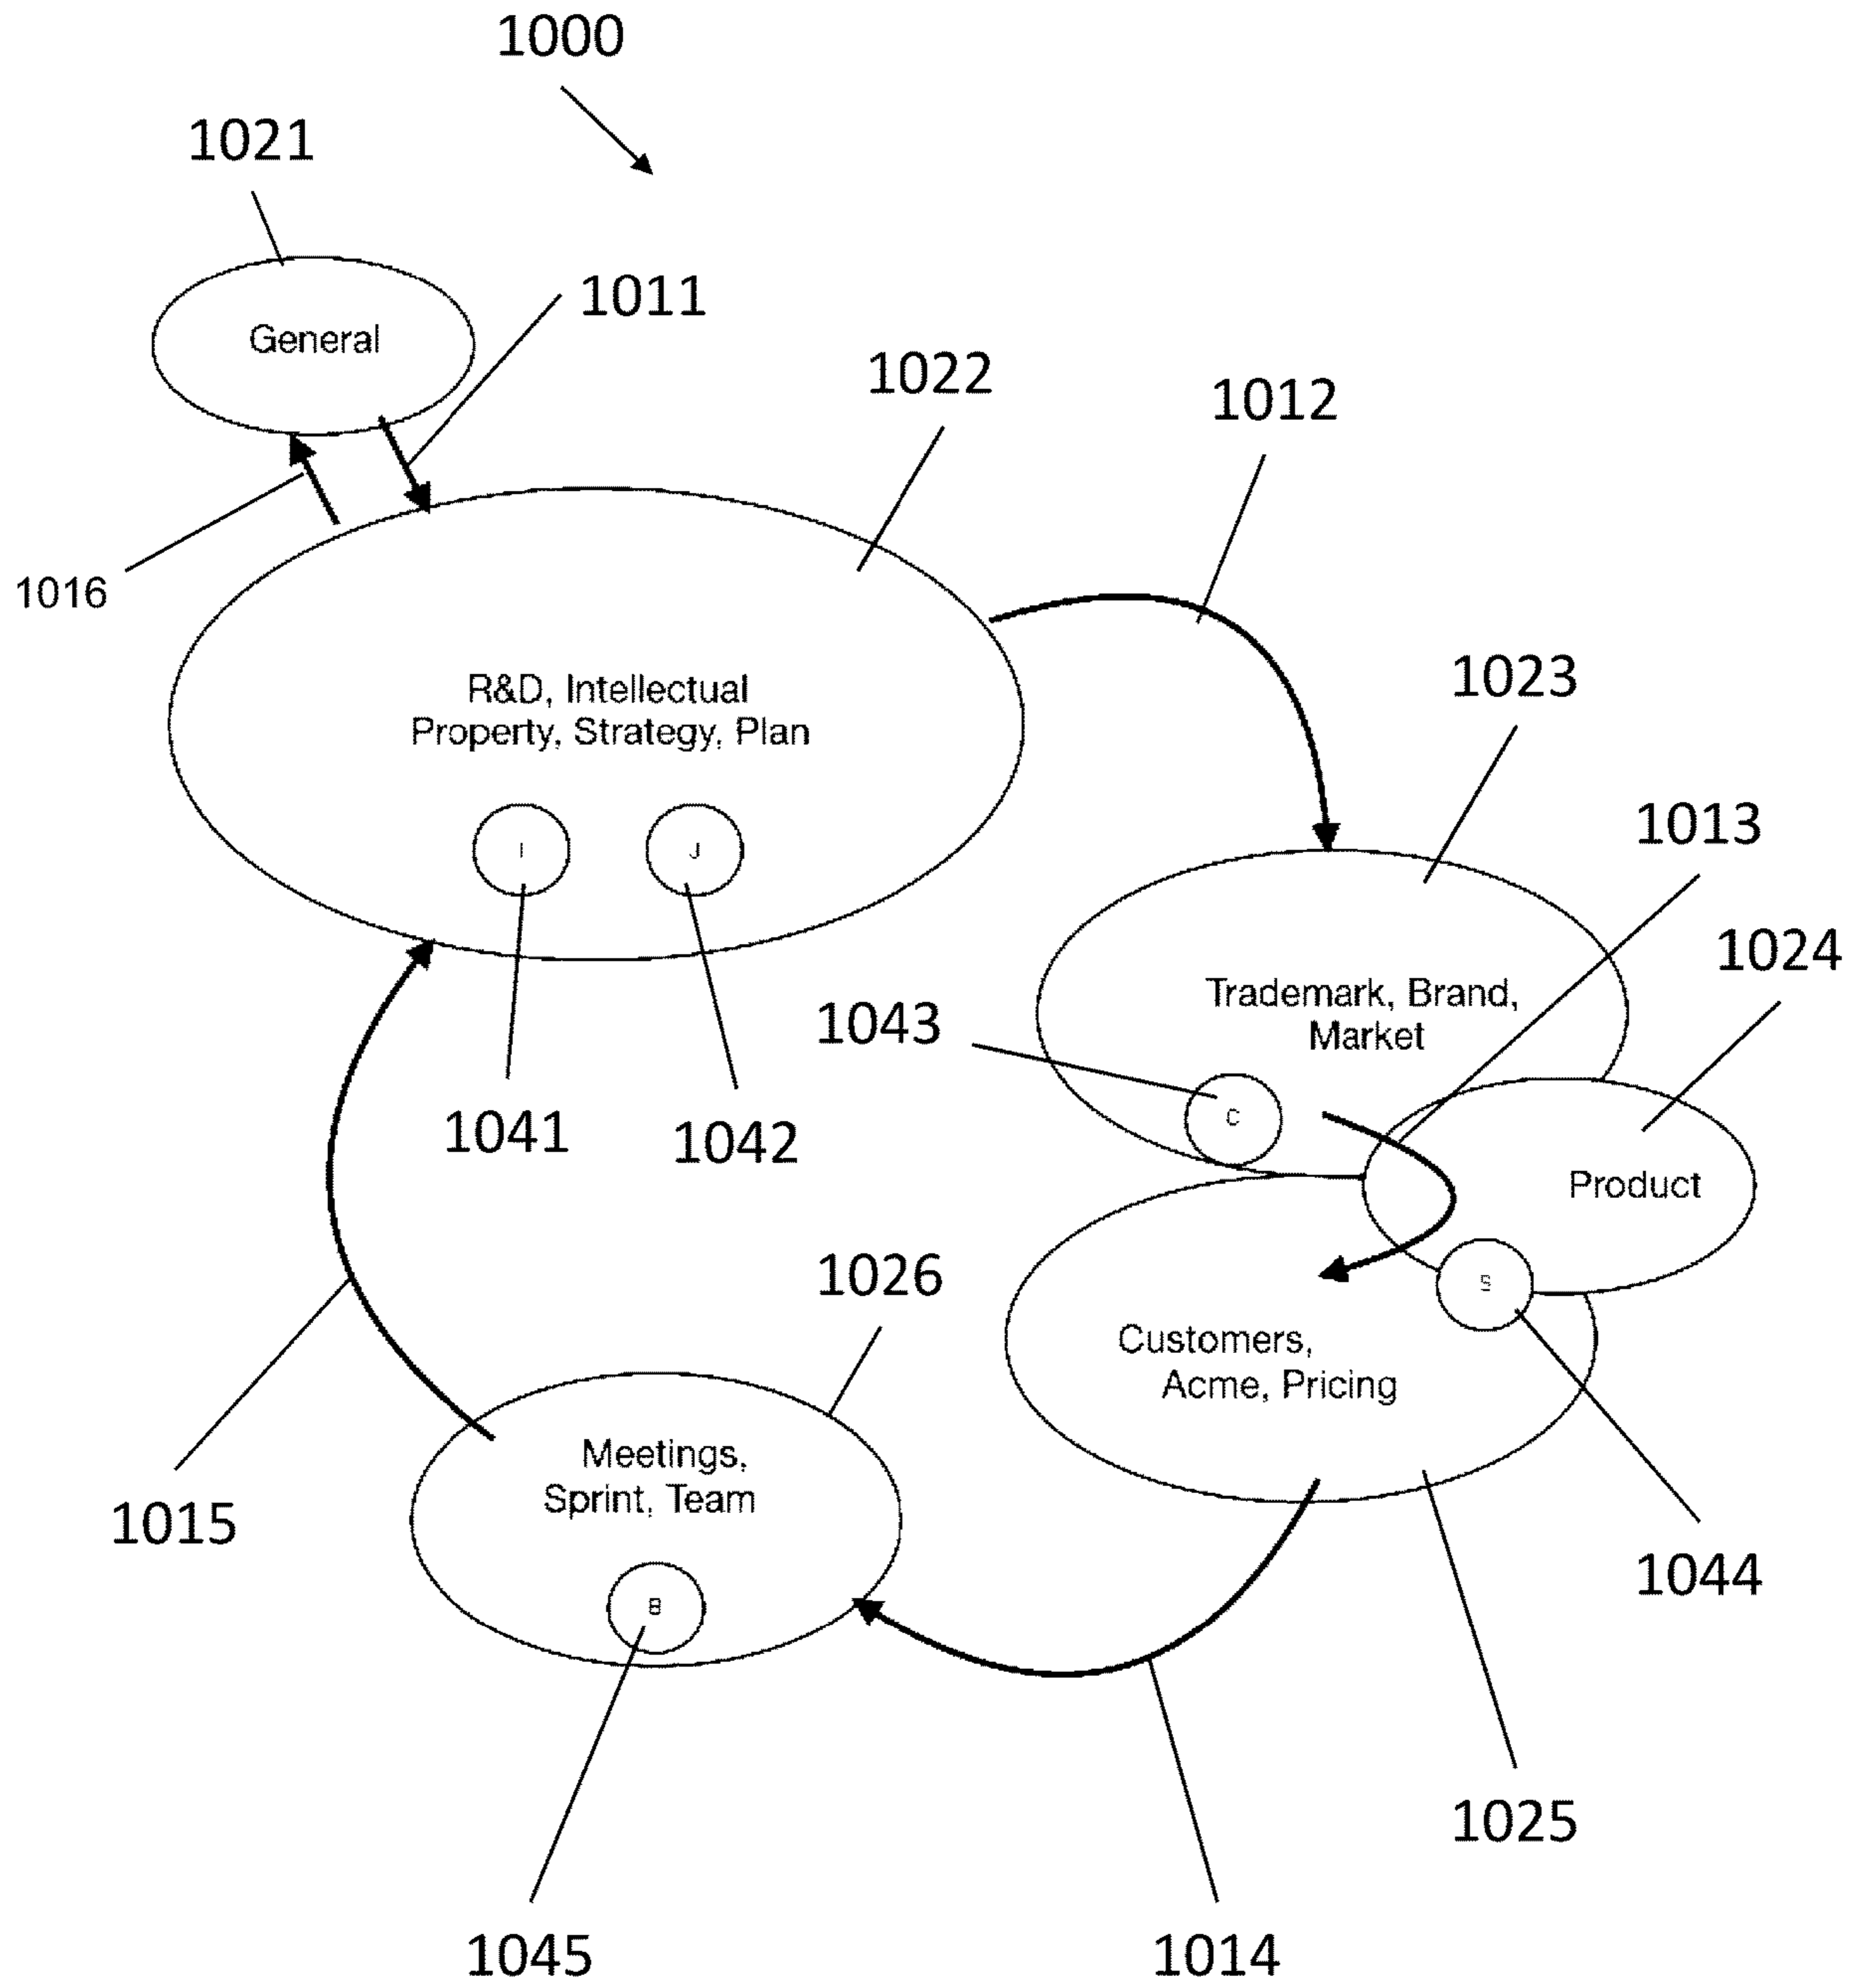 1000
1021
1011
General
1022
1012
1016
R&D, Intellectual
Property, Strategy, Plan
1023
1013
I
J
1024
Trademark, Brand,
Market
1043
C
1041
1042
Product
1026
S
Customers,
Acme, Pricing
Meetings,
Sprint, Team
1015
1044
B
1025
1045
1014